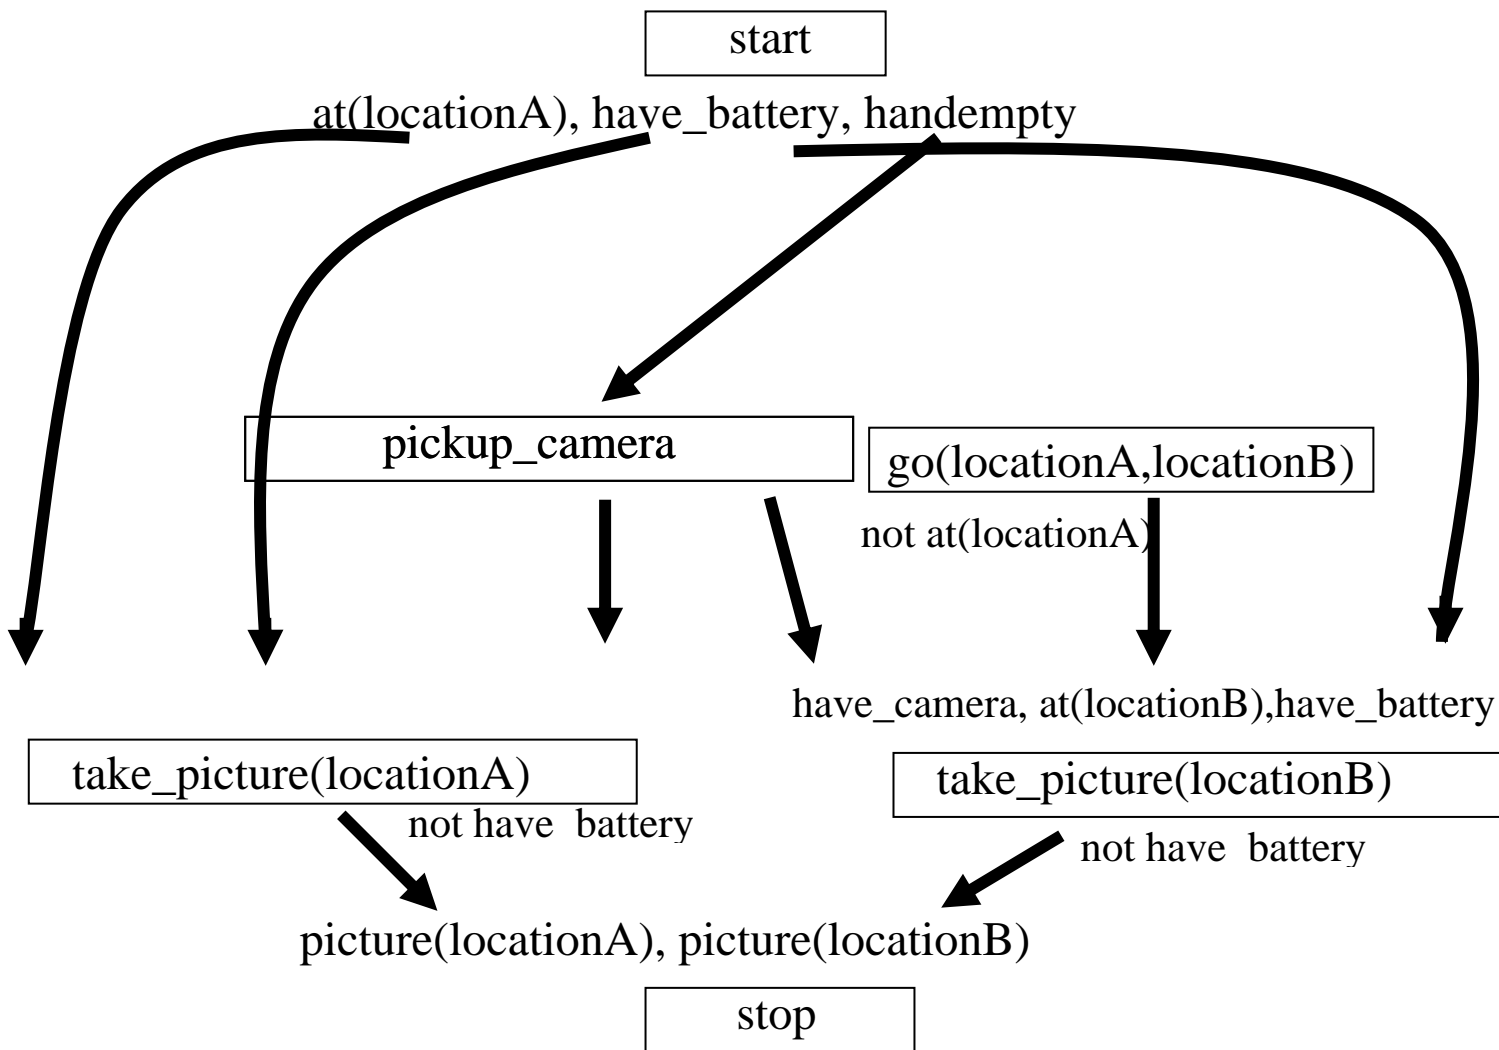 start
at(locationA), have_battery, handempty
pickup_camera
go(locationA,locationB)
not at(locationA)
have_camera, at(locationB),have_battery
take_picture(locationA)
take_picture(locationB)
not have battery
not have battery
picture(locationA), picture(locationB)
stop